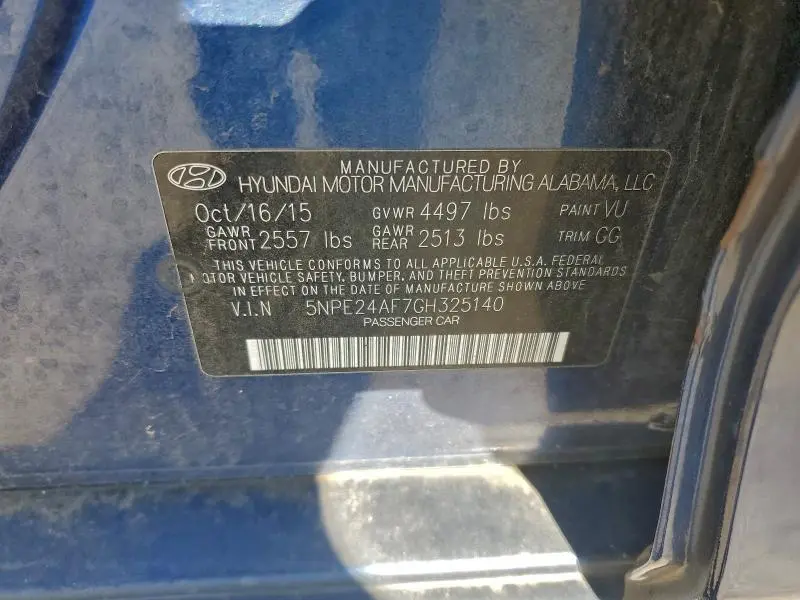 MANUFACTURED BY
HYUNDAI MOTOR MANUFACTURING ALABAMA, LLC
Oct/16/15 GVWR 4497 lbs PAINT VU
GAWR FRONT 2557 lbs GAWR REAR 2513 lbs TRIM GG
THIS VEHICLE CONFORMS TO ALL APPLICABLE U.S.A. FEDERAL
MOTOR VEHICLE SAFETY, BUMPER, AND THEFT PREVENTION STANDARDS
IN EFFECT ON THE DATE OF MANUFACTURE SHOWN ABOVE
V.I.N 5NPE24AF7GH325140
PASSENGER CAR